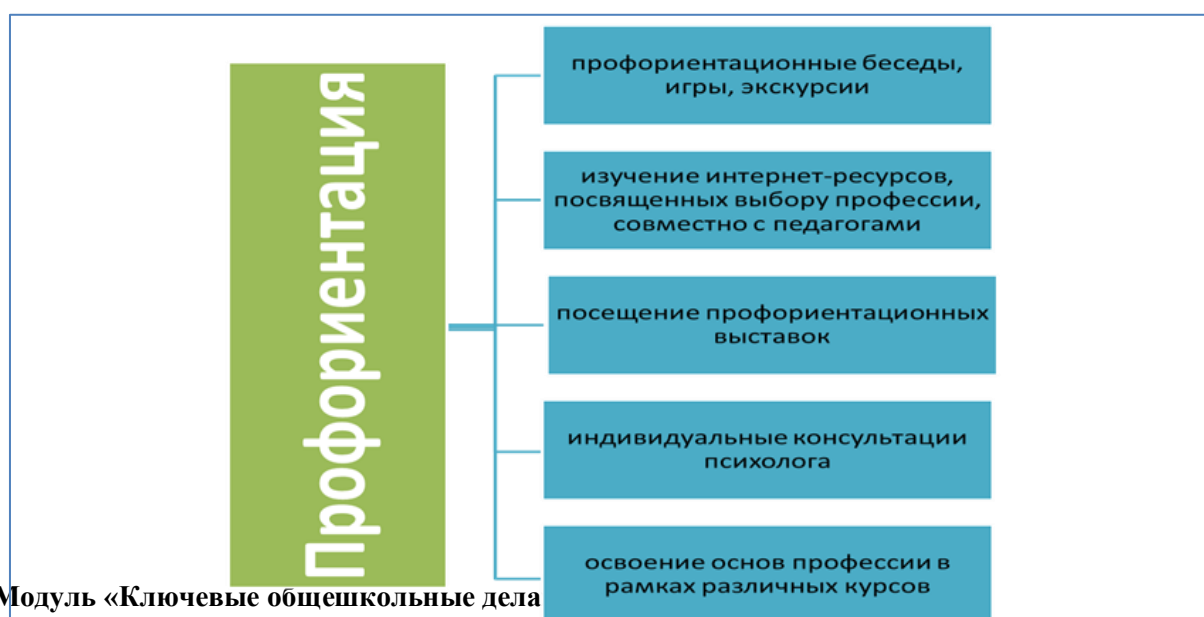 Профориентация
профориентационные беседы,
игры, экскурсии
изучение интернет-ресурсов,
посвященных выбору профессии,
совместно с педагогами
посещение профориентационных
выставок
индивидуальные консультации
психолога
освоение основ профессии в
рамках различных курсов
Модуль «Ключевые общешкольные дела